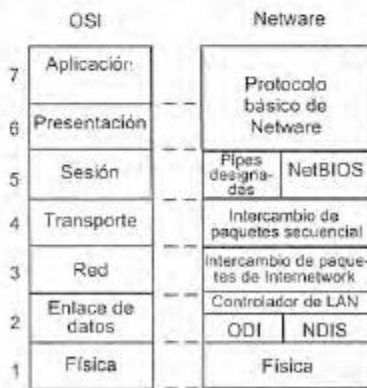 OSI
Netware
7
Aplicación
6
Presentación
Protocolo
básico de
Netware
5
Sesión
Pipes
designa-
das
NetBIOS
4
Transporte
Intercambio de
paquetes secuencial
3
Red
Intercambio de paque-
tes de Internetwork
2
Enlace de
datos
Controlador de LAN
ODI
NDIS
1
Física
Física